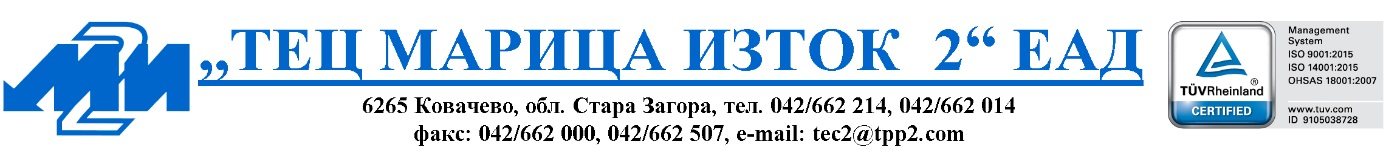 „ТЕЦ МАРИЦА ИЗТОК 2“ ЕАД
6265 Ковачево, обл. Стара Загора, тел. 042/662 214, 042/662 014
факс: 042/662 000, 042/662 507, e-mail: tec2@tpp2.com
МИ2
TÜVRheinland®
CERTIFIED
Management
System
ISO 9001:2015
ISO 14001:2015
OHSAS 18001:2007
www.tuv.com
ID 9105038728